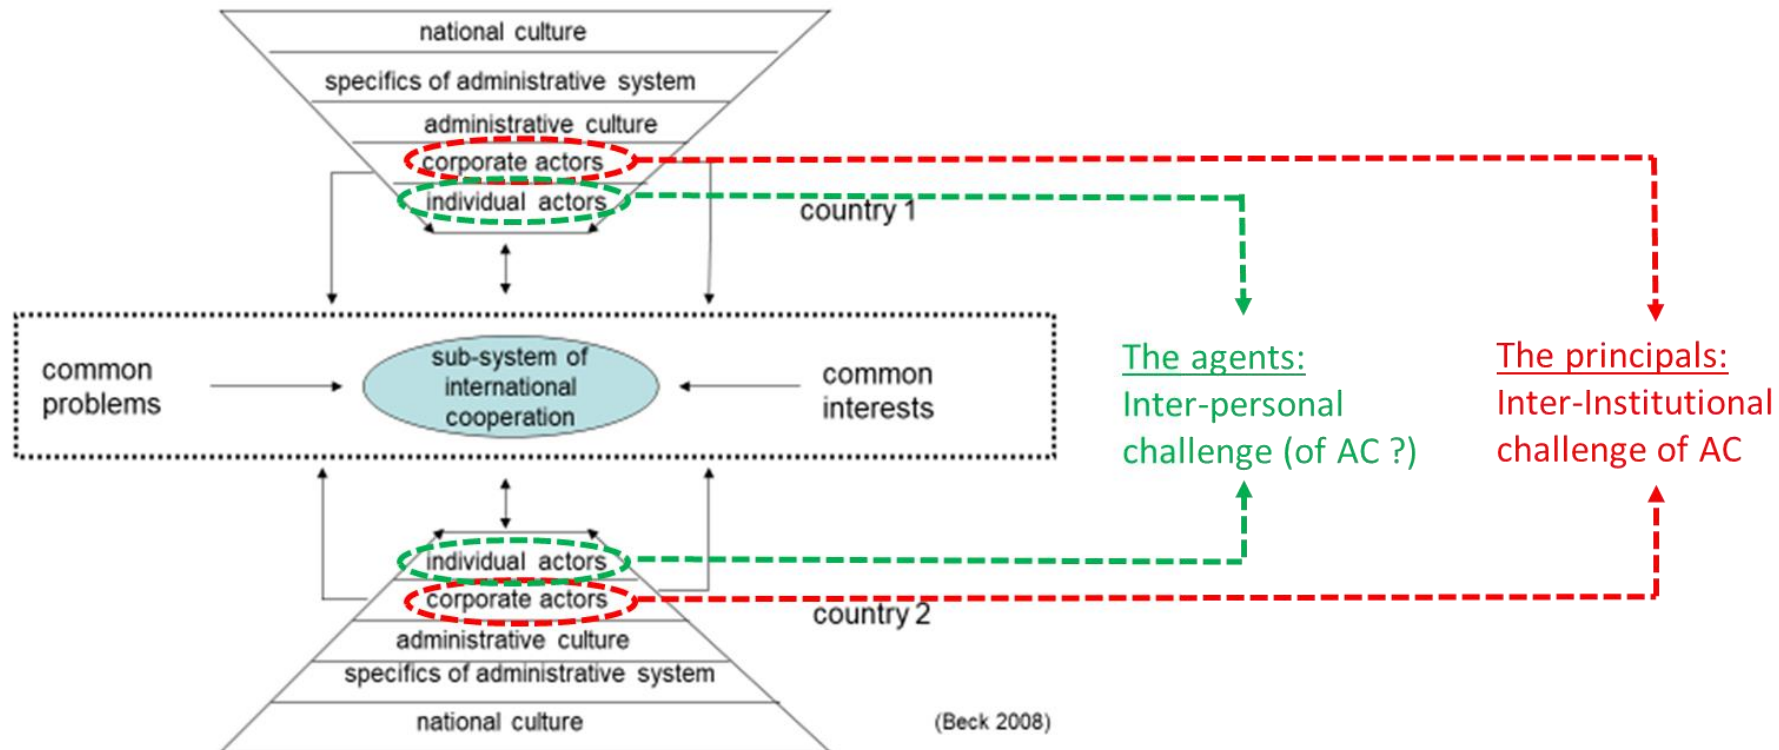 national culture
specifics of administrative system
administrative culture
corporate actors
individual actors
country 1
common
problems
sub-system of
international
cooperation
common
interests
The agents:
Inter-personal
challenge (of AC ?)
The principals:
Inter-Institutional
challenge of AC
individual actors
corporate actors
country 2
administrative culture
specifics of administrative system
national culture
(Beck 2008)